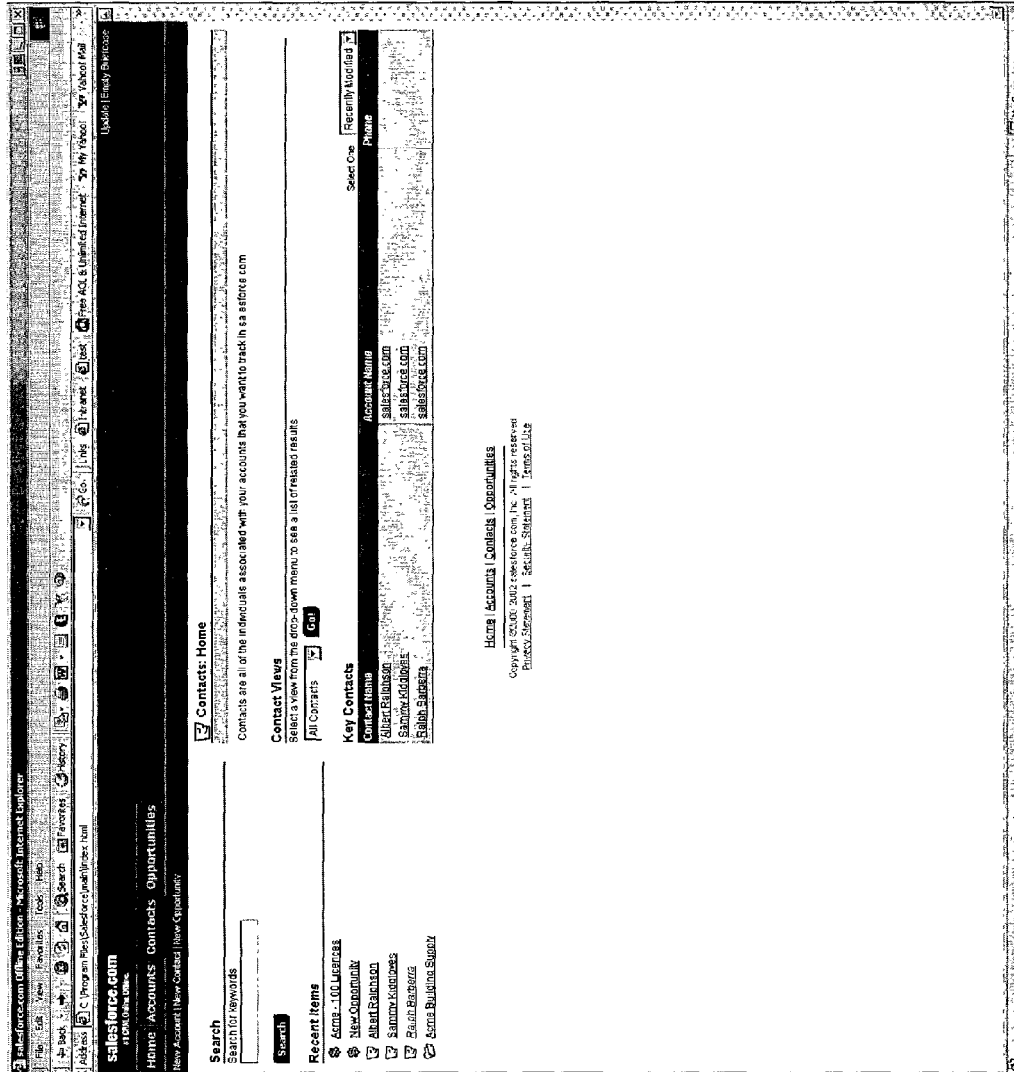 salesforce.com Offline Edition - Microsoft Internet Explorer
File Edit View Favorites Tools Help
Back Search Favorites History
Address C:\Program Files\Salesforce\main\index.html Go Links Intranet test Free AOL & Unlimited Internet My Yahoo! Yahoo! Yahoo! Mail
salesforce.com
Update | Empty Briefcase
Home Accounts Contacts Opportunities
New Account | New Contact | New Opportunity
Search
Search for keywords
Search
Recent Items
Acme - 100 Licences
New Opportunity
Albert Ralphson
Sammy Kidgloves
Ralph Barberra
Acme Building Supply
Contacts: Home
Contacts are all of the individuals associated with your accounts that you want to track in salesforce.com
Contact Views
Select a view from the drop-down menu to see a list of related results
All Contacts Go!
Key Contacts
Select One Recently Modified
Contact Name Account Name Phone
Albert Ralphson salesforce.com
Sammy Kidgloves salesforce.com
Ralph Barberra salesforce.com
Home | Accounts | Contacts | Opportunities
Copyright ©2000-2002 salesforce.com, inc. All rights reserved
Privacy Statement | Security Statement | Terms of Use